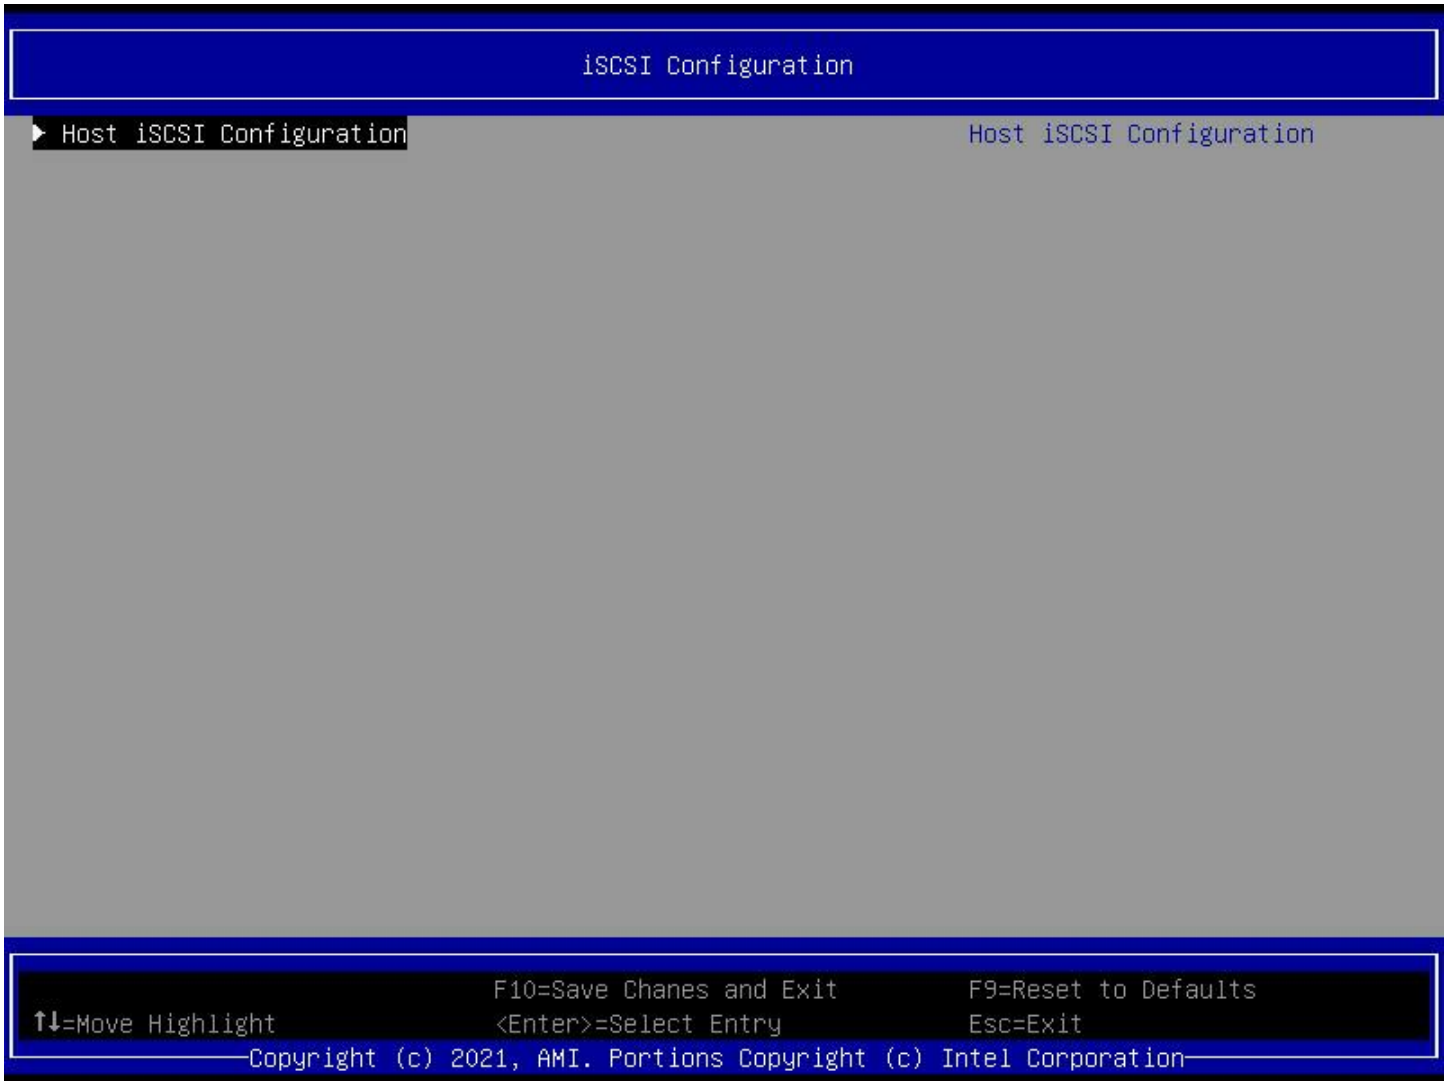 iSCSI Configuration
▶ Host iSCSI Configuration
Host iSCSI Configuration
F10=Save Chanes and Exit
F9=Reset to Defaults
↑↓=Move Highlight
<Enter>=Select Entry
Esc=Exit
Copyright (c) 2021, AMI. Portions Copyright (c) Intel Corporation